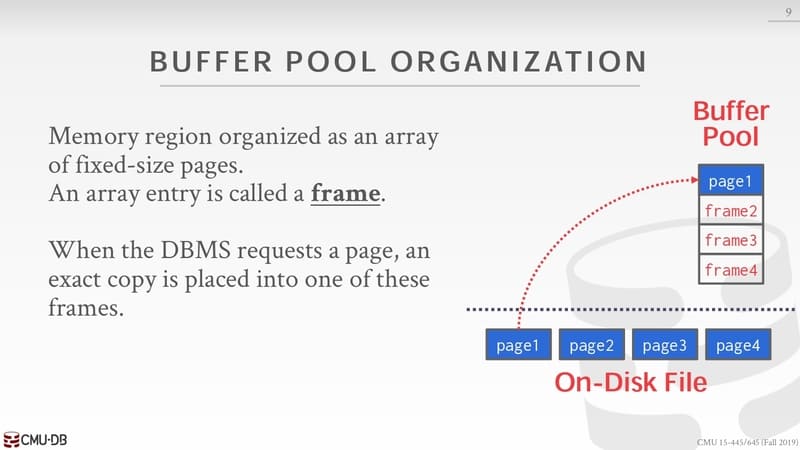 9
BUFFER POOL ORGANIZATION
Memory region organized as an array
of fixed-size pages.
An array entry is called a frame.
When the DBMS requests a page, an
exact copy is placed into one of these
frames.
Buffer
Pool
page1
frame2
frame3
frame4
page1 page2 page3 page4
On-Disk File
CMU·DB
CMU 15-445/645 (Fall 2019)